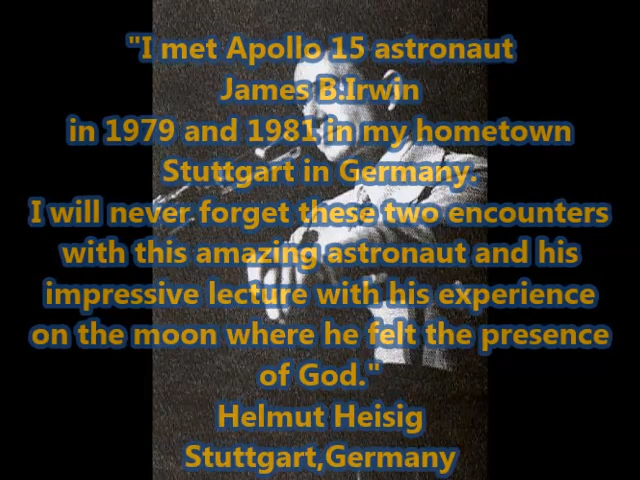 "I met Apollo 15 astronaut
James B.Irwin
in 1979 and 1981 in my hometown
Stuttgart in Germany.
I will never forget these two encounters
with this amazing astronaut and his
impressive lecture with his experience
on the moon where he felt the presence
of God."
Helmut Heisig
Stuttgart,Germany